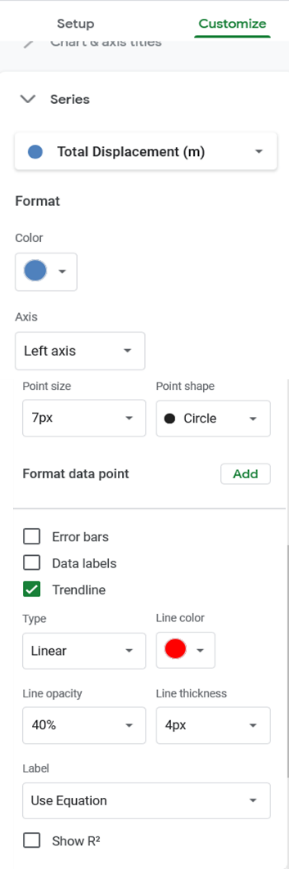 Setup Customize
Chart & axis titles
Series
Total Displacement (m)
Format
Color
Axis
Left axis
Point size Point shape
7px Circle
Format data point Add
Error bars
Data labels
Trendline
Type Line color
Linear
Line opacity Line thickness
40% 4px
Label
Use Equation
Show R²